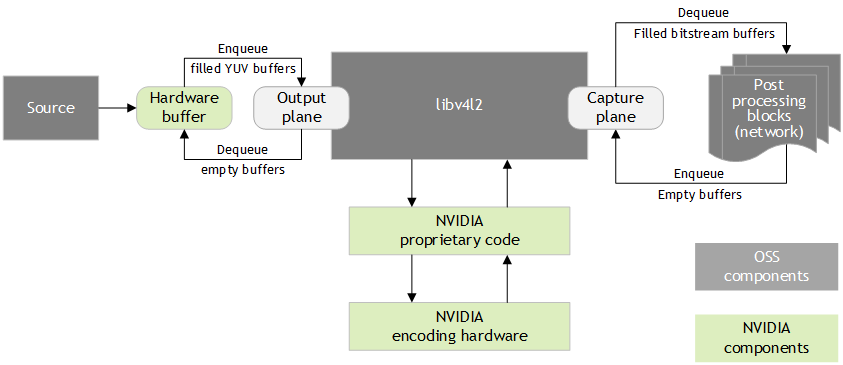 Dequeue
Filled bitstream buffers
Enqueue
filled YUV buffers
Source
Hardware
buffer
Output
plane
libv4l2
Capture
plane
Post
processing
blocks
(network)
Dequeue
empty buffers
Enqueue
Empty buffers
NVIDIA
proprietary code
OSS
components
NVIDIA
encoding hardware
NVIDIA
components